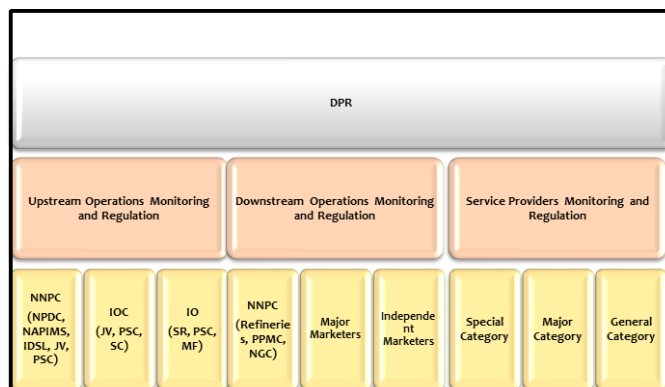 DPR
Upstream Operations Monitoring
and Regulation
Downstream Operations Monitoring
and Regulation
Service Providers Monitoring and
Regulation
NNPC
(NPDC,
NAPIMS,
IDSL, JV,
PSC)
IOC
(JV, PSC,
SC)
IO
(SR, PSC,
MF)
NNPC
(Refinerie
s, PPMC,
NGC)
Major
Marketers
Independe
nt
Marketers
Special
Category
Major
Category
General
Category